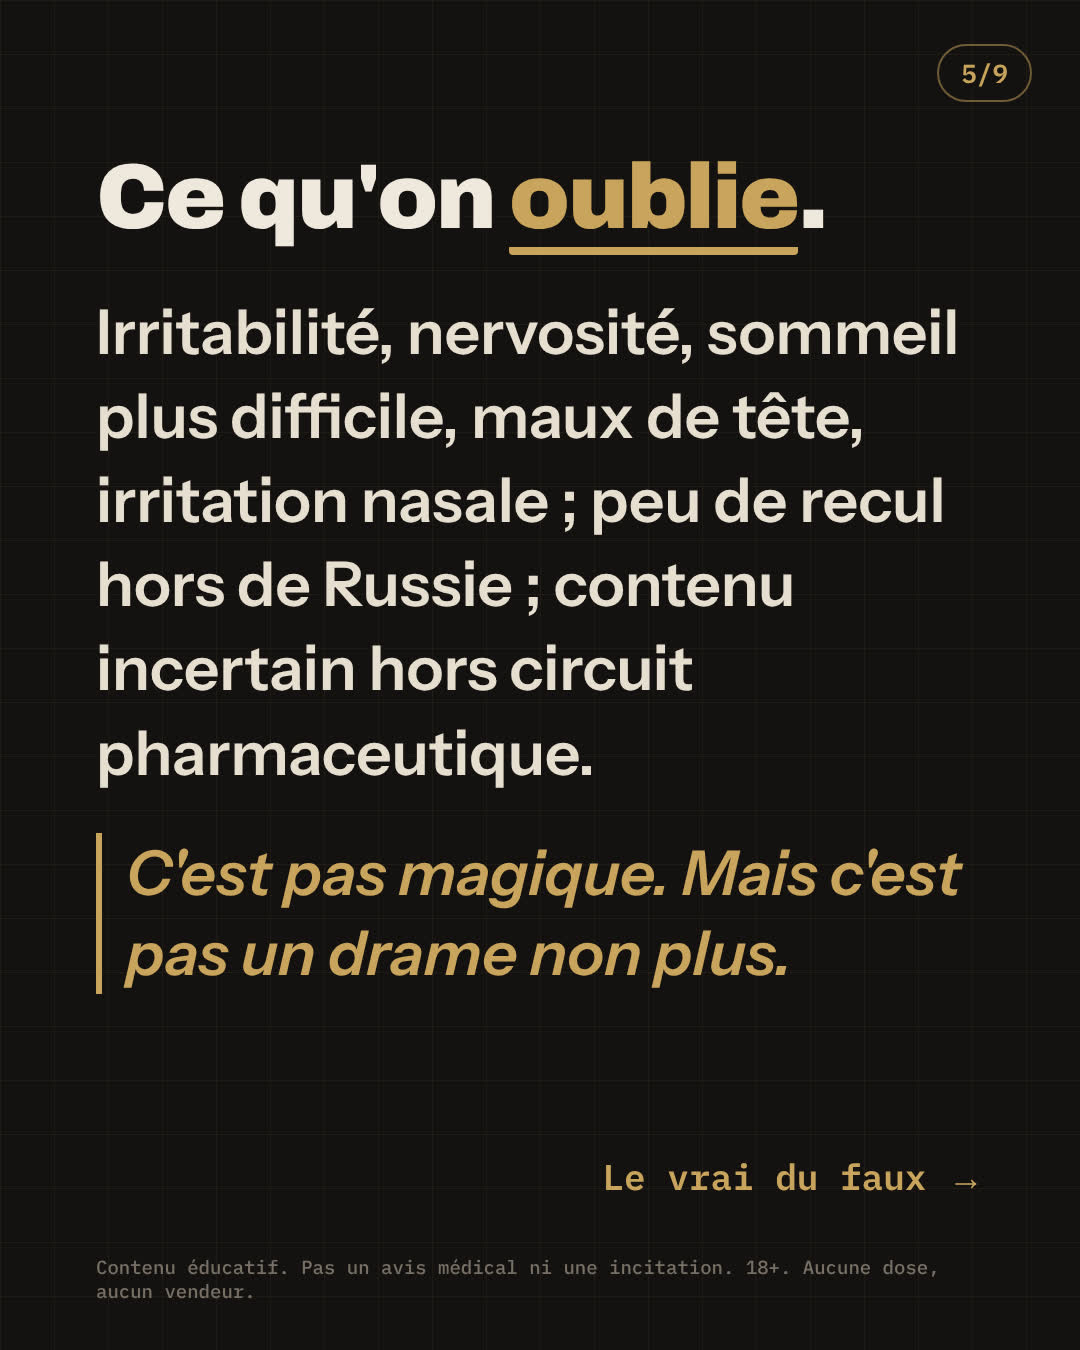 5/9
Ce qu'on oublie.
Irritabilité, nervosité, sommeil
plus difficile, maux de tête,
irritation nasale ; peu de recul
hors de Russie ; contenu
incertain hors circuit
pharmaceutique.
C'est pas magique. Mais c'est
pas un drame non plus.
Le vrai du faux →
Contenu éducatif. Pas un avis médical ni une incitation. 18+. Aucune dose,
aucun vendeur.